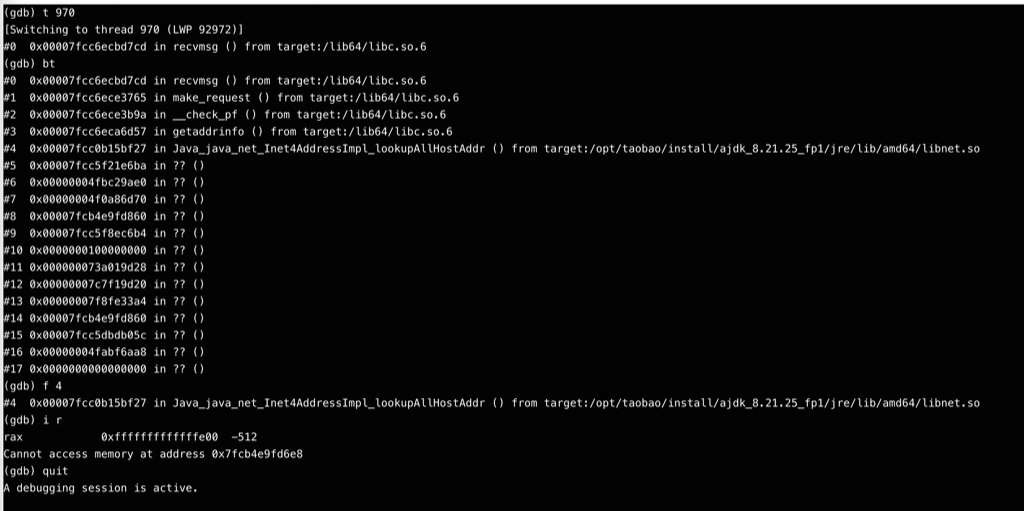 (gdb) t 970
[Switching to thread 970 (LWP 92972)]
#0  0x00007fcc6ecbd7cd in recvmsg () from target:/lib64/libc.so.6
(gdb) bt
#0  0x00007fcc6ecbd7cd in recvmsg () from target:/lib64/libc.so.6
#1  0x00007fcc6ece3765 in make_request () from target:/lib64/libc.so.6
#2  0x00007fcc6ece3b9a in __check_pf () from target:/lib64/libc.so.6
#3  0x00007fcc6eca6d57 in getaddrinfo () from target:/lib64/libc.so.6
#4  0x00007fcc0b15bf27 in Java_java_net_Inet4AddressImpl_lookupAllHostAddr () from target:/opt/taobao/install/ajdk_8.21.25_fp1/jre/lib/amd64/libnet.so
#5  0x00007fcc5f21e6ba in ?? ()
#6  0x00000004fbc29ae0 in ?? ()
#7  0x00000004f0a86d70 in ?? ()
#8  0x00007fcb4e9fd860 in ?? ()
#9  0x00007fcc5f8ec6b4 in ?? ()
#10 0x0000000100000000 in ?? ()
#11 0x000000073a019d28 in ?? ()
#12 0x00000007c7f19d20 in ?? ()
#13 0x00000007f8fe33a4 in ?? ()
#14 0x00007fcb4e9fd860 in ?? ()
#15 0x00007fcc5dbdb05c in ?? ()
#16 0x00000004fabf6aa8 in ?? ()
#17 0x0000000000000000 in ?? ()
(gdb) f 4
#4  0x00007fcc0b15bf27 in Java_java_net_Inet4AddressImpl_lookupAllHostAddr () from target:/opt/taobao/install/ajdk_8.21.25_fp1/jre/lib/amd64/libnet.so
(gdb) i r
rax            0xfffffffffffffe00  -512
Cannot access memory at address 0x7fcb4e9fd6e8
(gdb) quit
A debugging session is active.